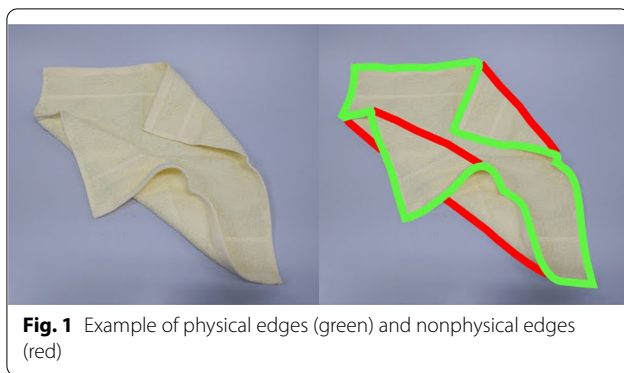 Fig. 1 Example of physical edges (green) and nonphysical edges
(red)